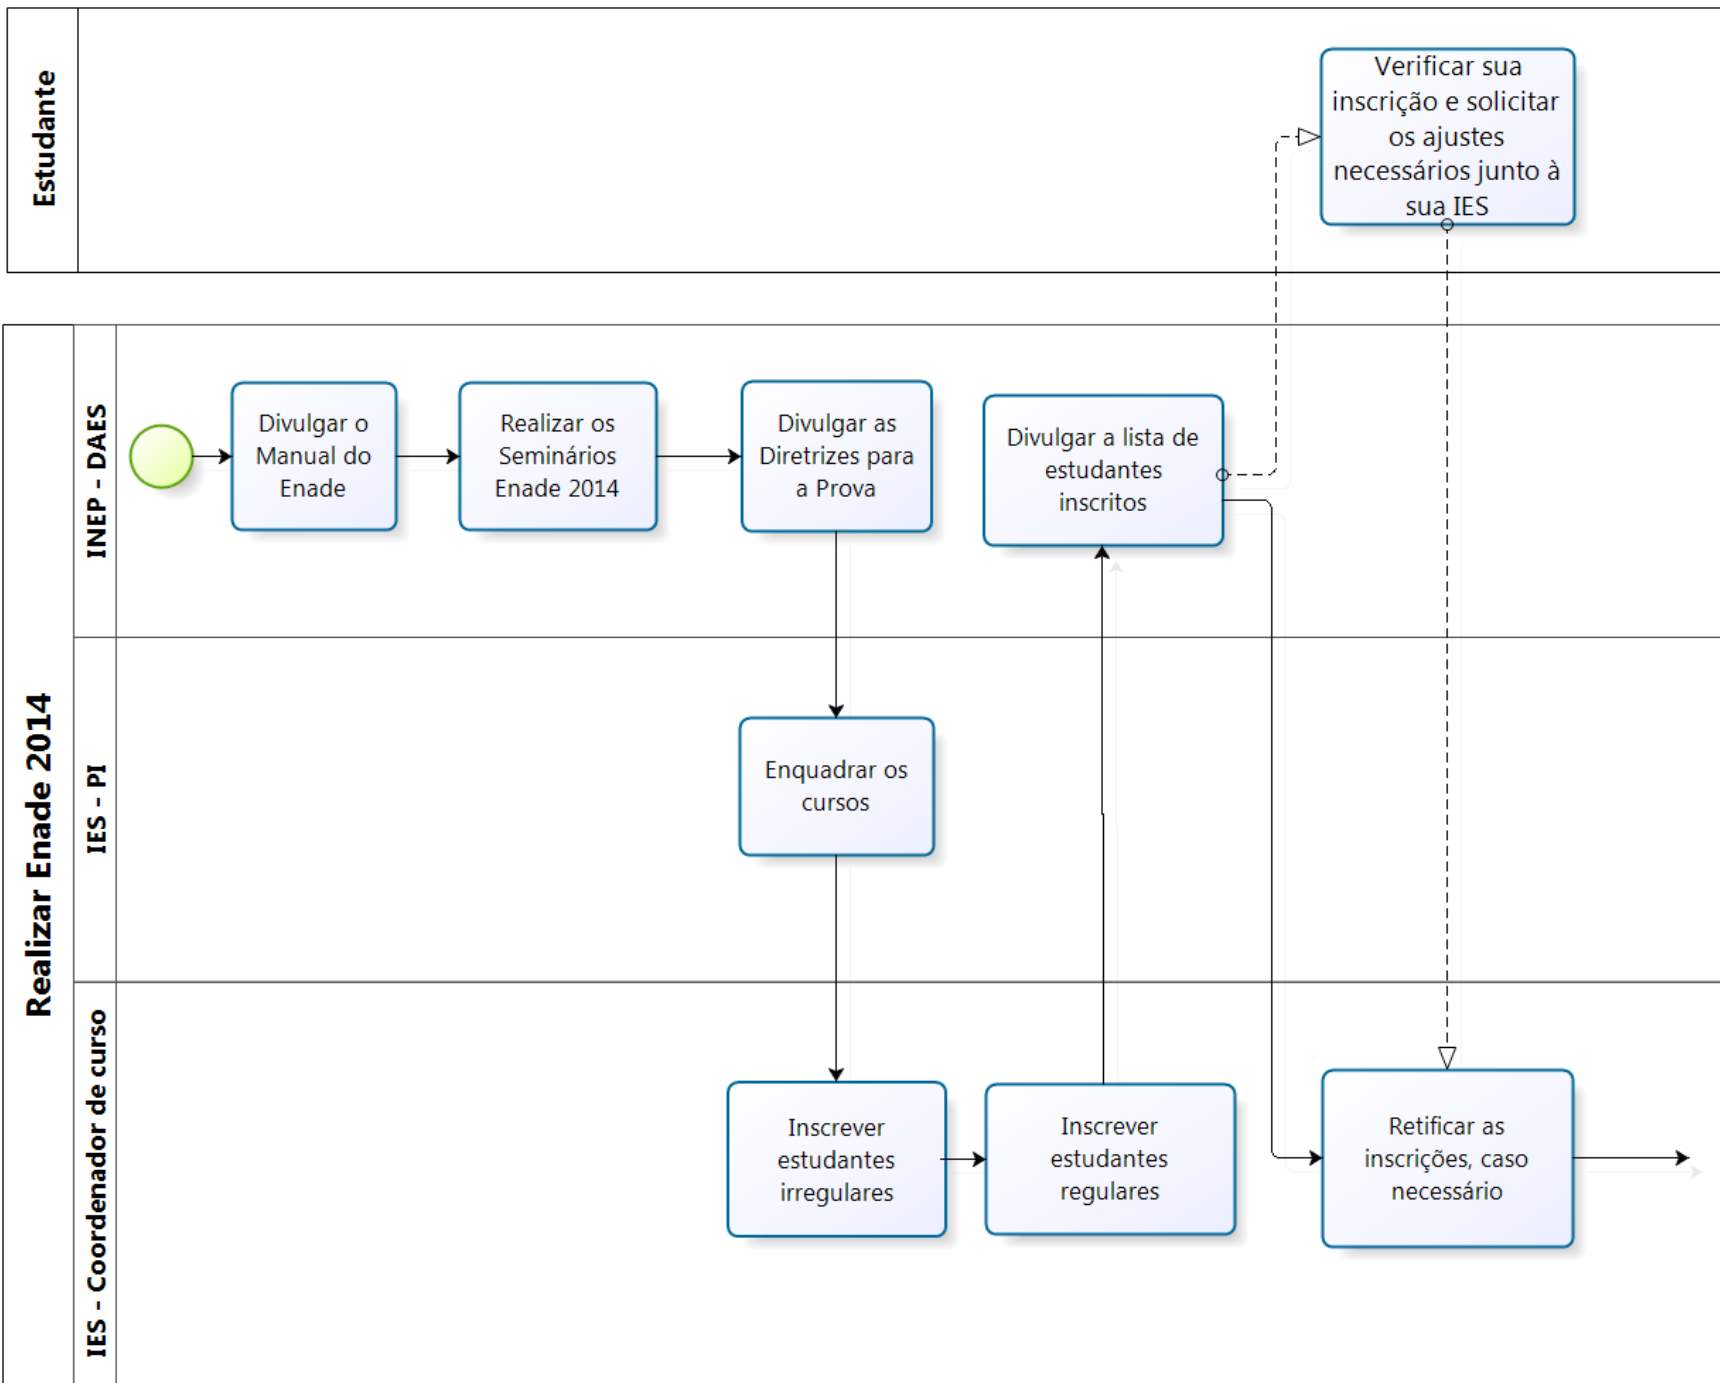 Estudante
Verificar sua
inscrição e solicitar
os ajustes
necessários junto à
sua IES
Realizar Enade 2014
INEP - DAES
Divulgar o
Manual do
Enade
Realizar os
Seminários
Enade 2014
Divulgar as
Diretrizes para
a Prova
Divulgar a lista de
estudantes
inscritos
IES - PI
Enquadrar os
cursos
IES - Coordenador de curso
Inscrever
estudantes
irregulares
Inscrever
estudantes
regulares
Retificar as
inscrições, caso
necessário